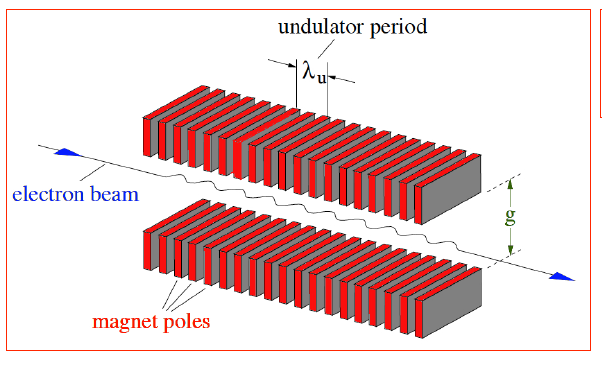 undulator period
λu
electron beam
g
magnet poles